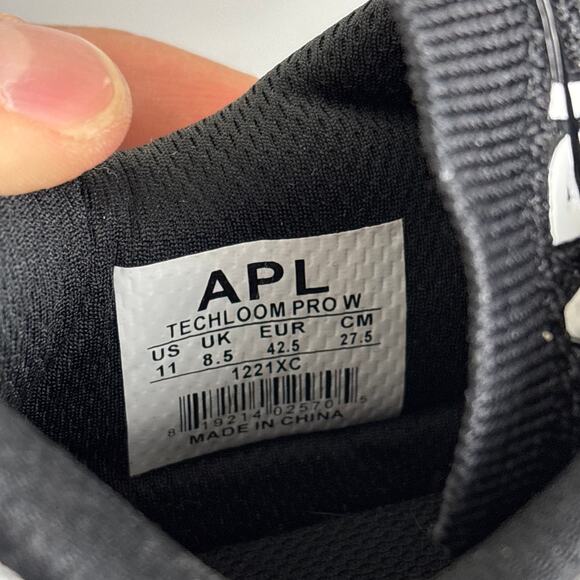 APL
TECHLOOM PRO W
US UK EUR CM
11 8.5 42.5 27.5
1221XC
8 19214 02570 5
MADE IN CHINA